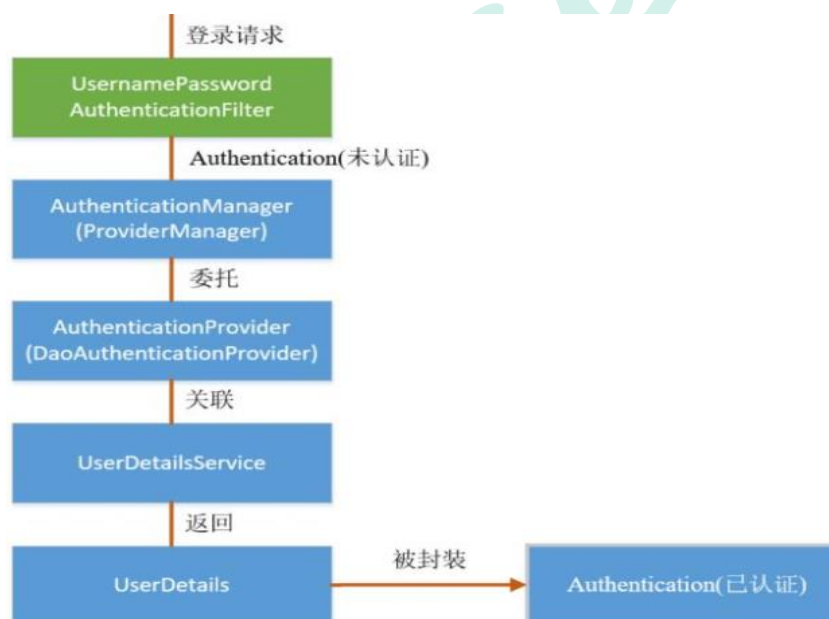 登录请求
UsernamePassword
AuthenticationFilter
Authentication(未认证)
AuthenticationManager
(ProviderManager)
委托
AuthenticationProvider
(DaoAuthenticationProvider)
关联
UserDetailsService
返回
UserDetails
被封装
Authentication(已认证)